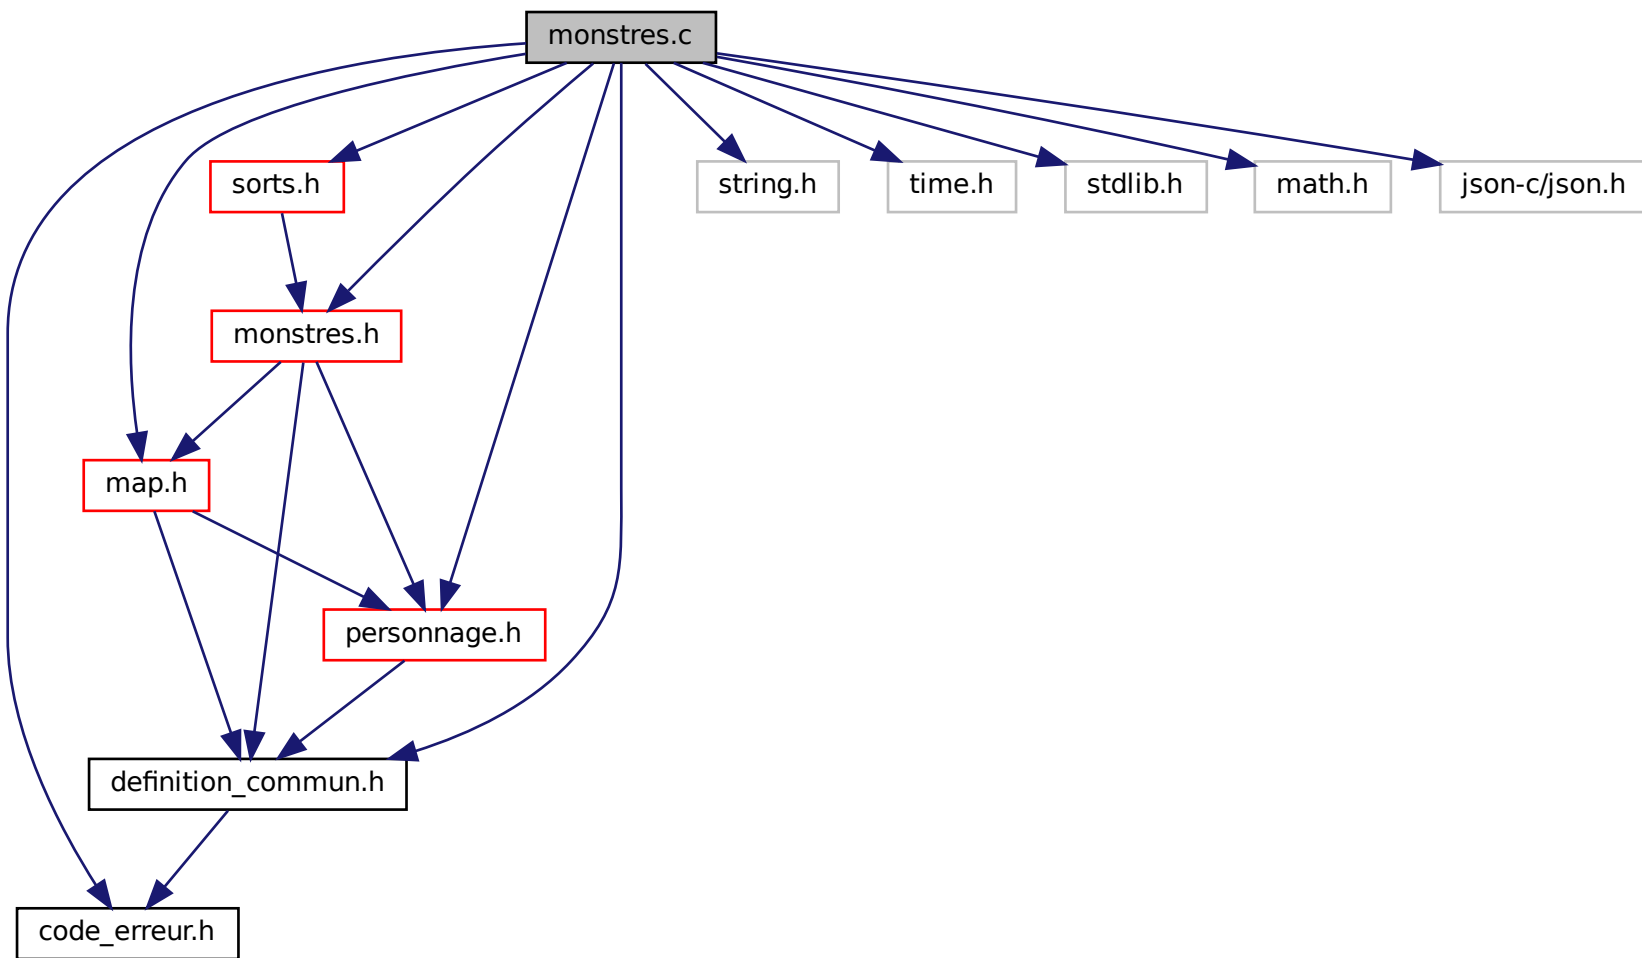 monstres.c
sorts.h
string.h
time.h
stdlib.h
math.h
json-c/json.h
monstres.h
map.h
personnage.h
definition_commun.h
code_erreur.h